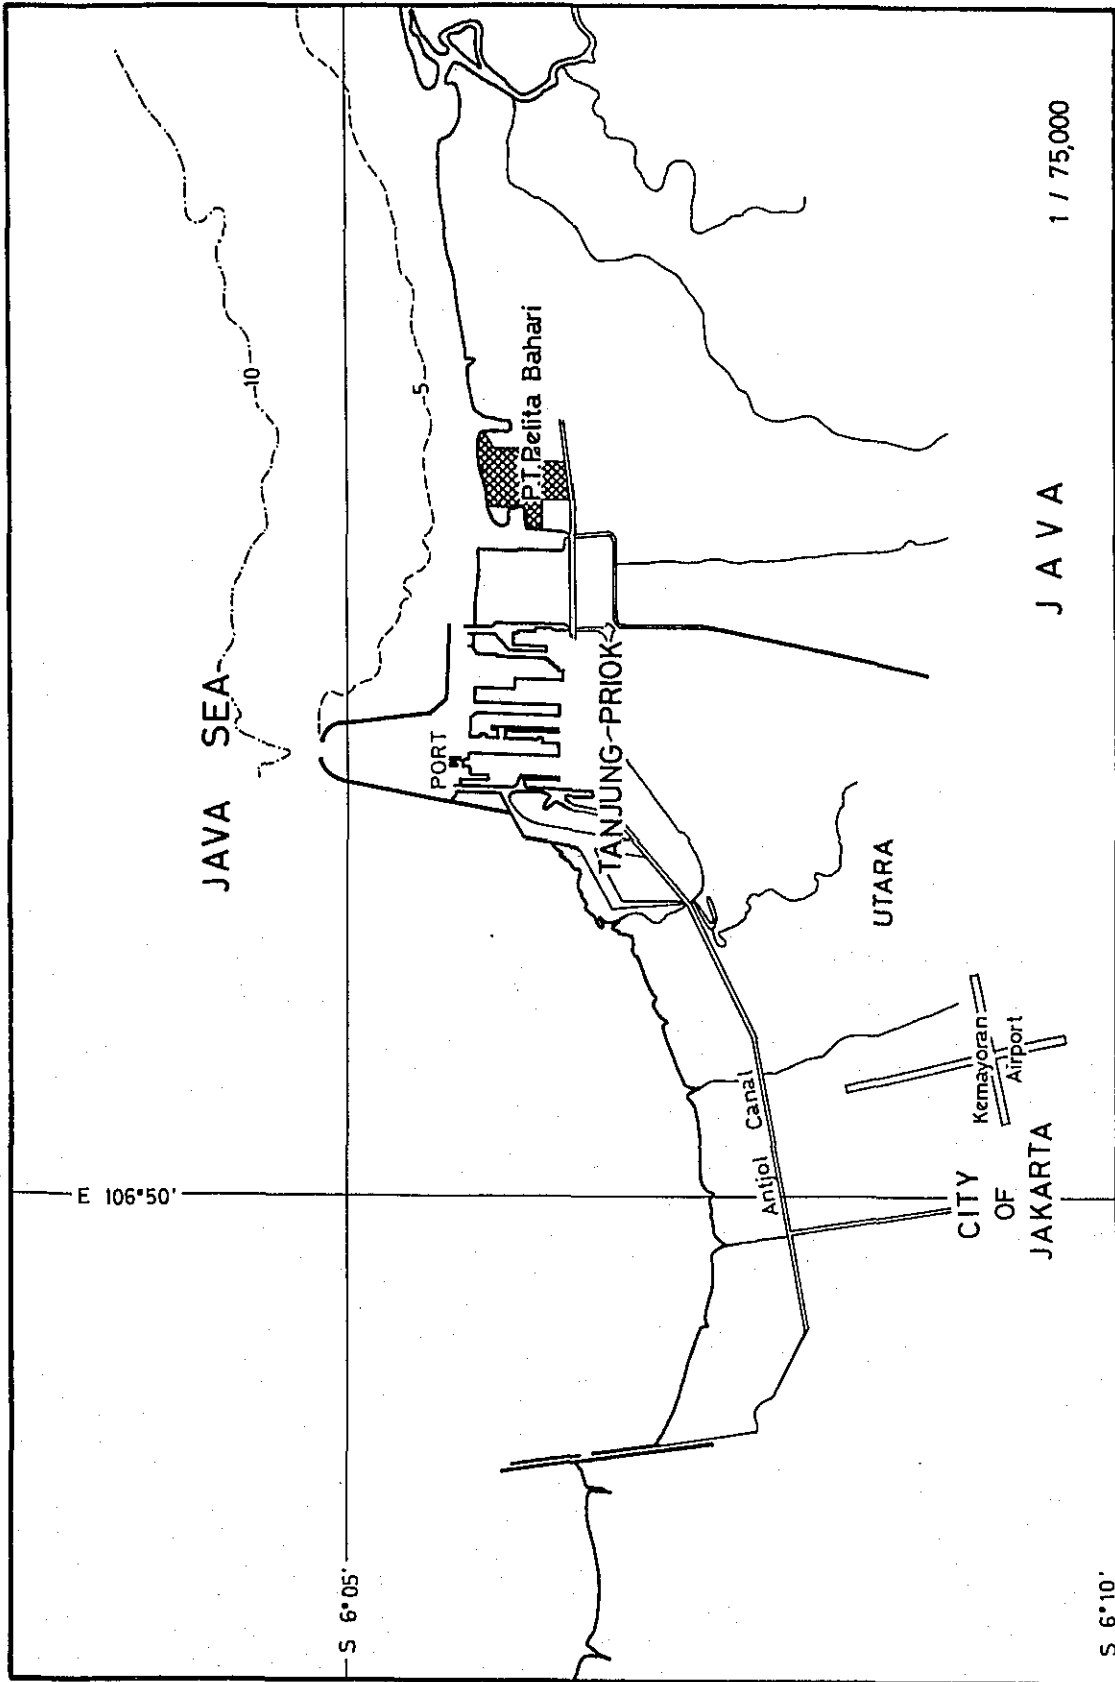 JAVA SEA
10
5
S 6°05'
E 106°50'
PORT
P.T.Pelita Bahari
TANJUNG-PRIOK
Antjol Canal
UTARA
Kemayoran
Airport
CITY
OF
JAKARTA
JAVA
1 / 75,000
S 6°10'